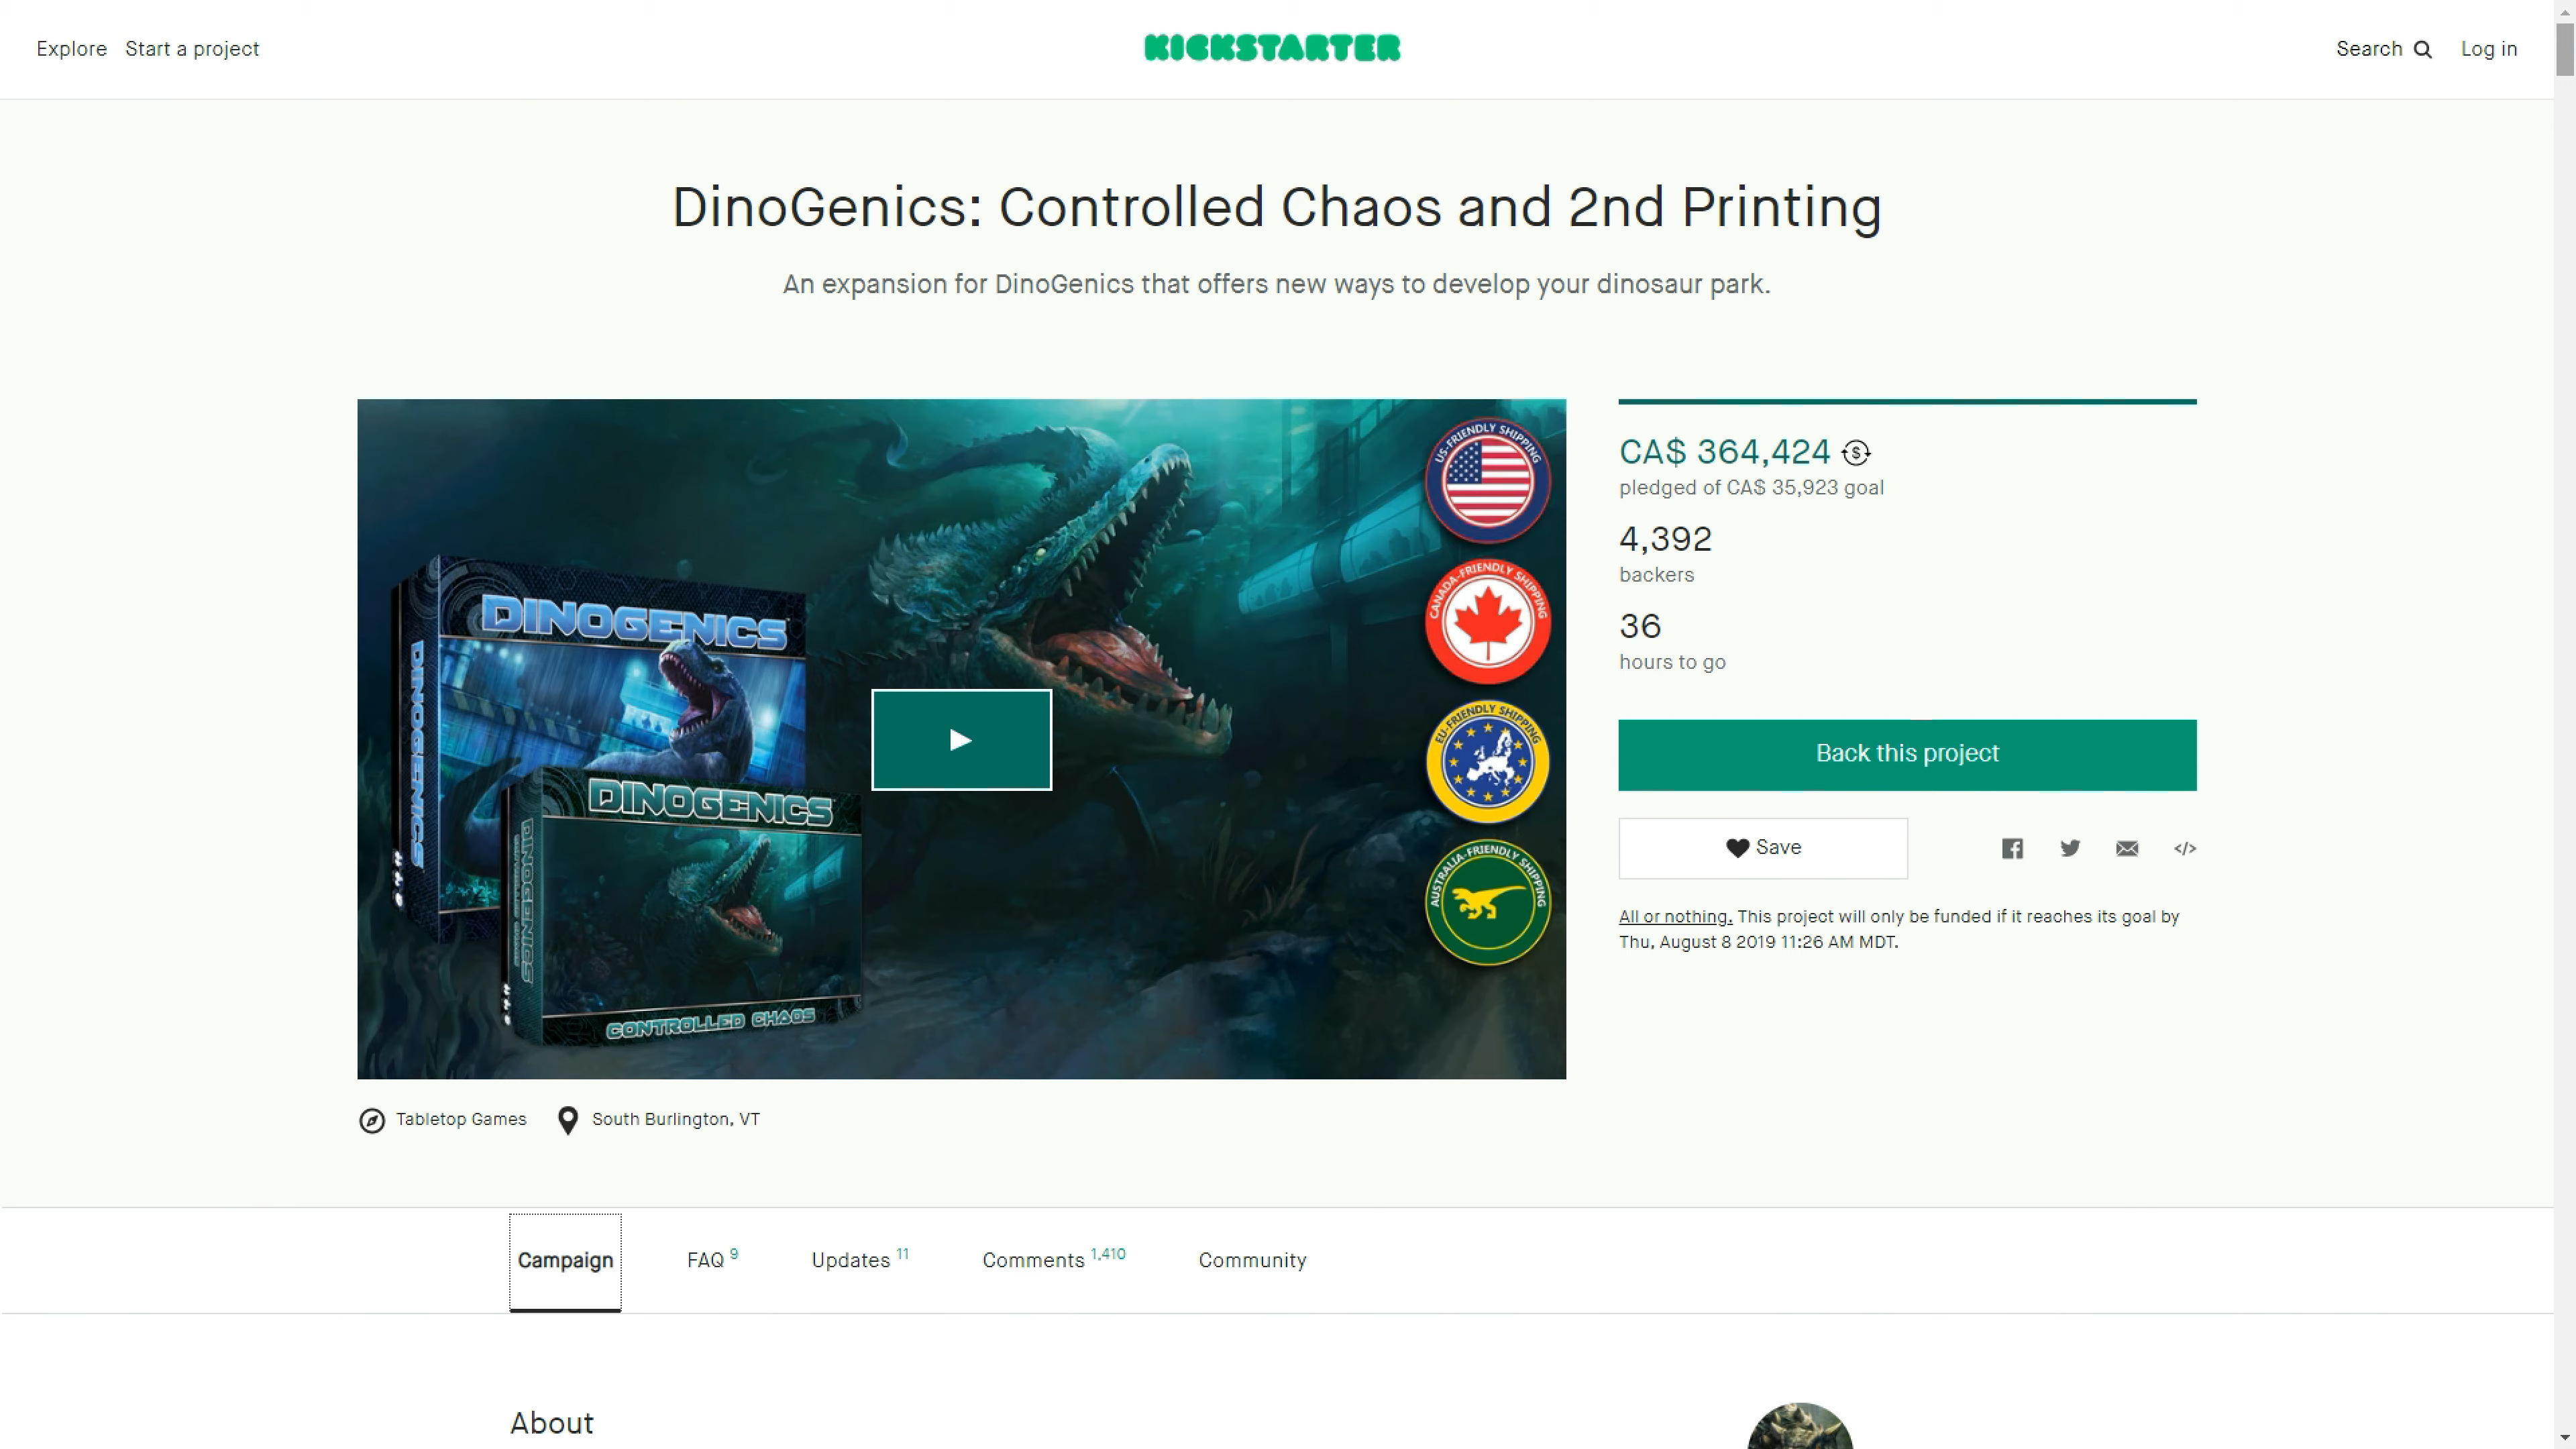 Explore Start a project
KICKSTARTER
Search Log in
DinoGenics: Controlled Chaos and 2nd Printing
An expansion for DinoGenics that offers new ways to develop your dinosaur park.
US-FRIENDLY SHIPPING
CANADA-FRIENDLY SHIPPING
EU-FRIENDLY SHIPPING
AUSTRALIA-FRIENDLY SHIPPING
DINOGENICS
DINOGENICS
DINOGENICS
DINOGENICS
CONTROLLED CHAOS
CA$ 364,424
pledged of CA$ 35,923 goal
4,392
backers
36
hours to go
Back this project
Save
</>
All or nothing. This project will only be funded if it reaches its goal by
Thu, August 8 2019 11:26 AM MDT.
Tabletop Games South Burlington, VT
Campaign FAQ 9 Updates 11 Comments 1,410 Community
About